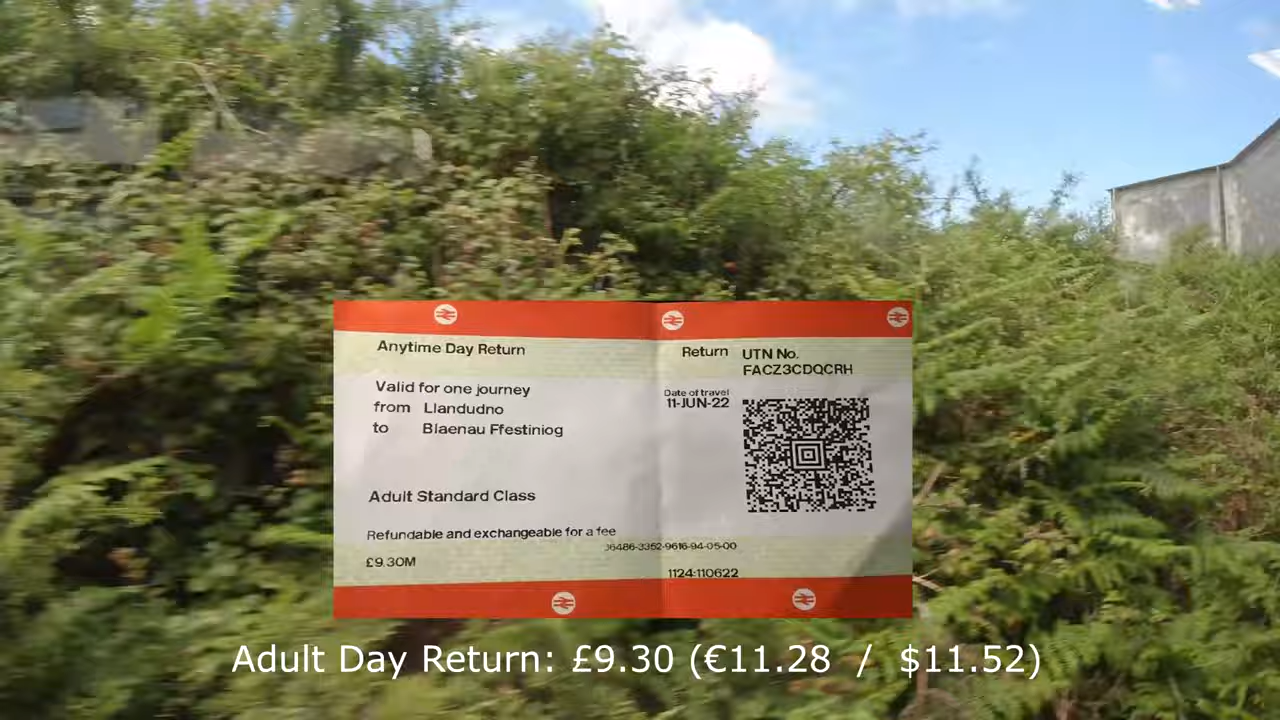 Anytime Day Return
Return
UTN No.
FACZ3CDQCRH
Valid for one journey
from Llandudno
to Blaenau Ffestiniog
Date of travel
11-JUN-22
Adult Standard Class
Refundable and exchangeable for a fee
36486-3352-9616-94-05-00
£9.30M
1124:110622
Adult Day Return: £9.30 (€11.28 / $11.52)